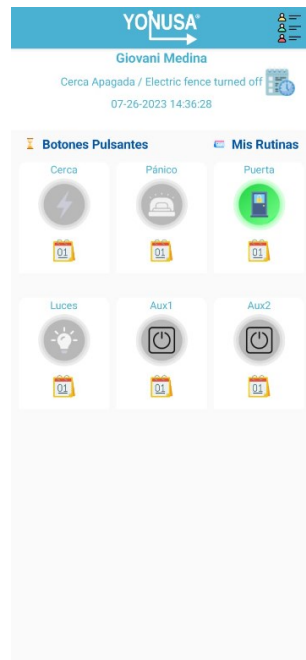 YONUSA
Giovani Medina
Cerca Apagada / Electric fence turned off
07-26-2023 14:36:28
Botones Pulsantes
Mis Rutinas
Cerca
Pánico
Puerta
01
01
01
Luces
Aux1
Aux2
01
01
01